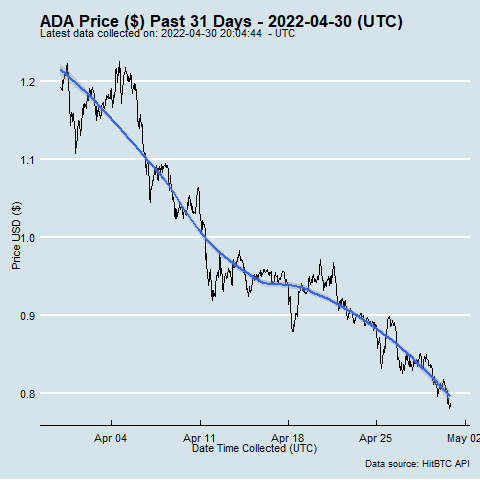 ADA Price ($) Past 31 Days - 2022-04-30 (UTC)
Latest data collected on: 2022-04-30 20:04:44 - UTC
1.2
1.1
1.0
0.9
0.8
Price USD ($)
Apr 04 Apr 11 Apr 18 Apr 25 May 02
Date Time Collected (UTC)
Data source: HitBTC API